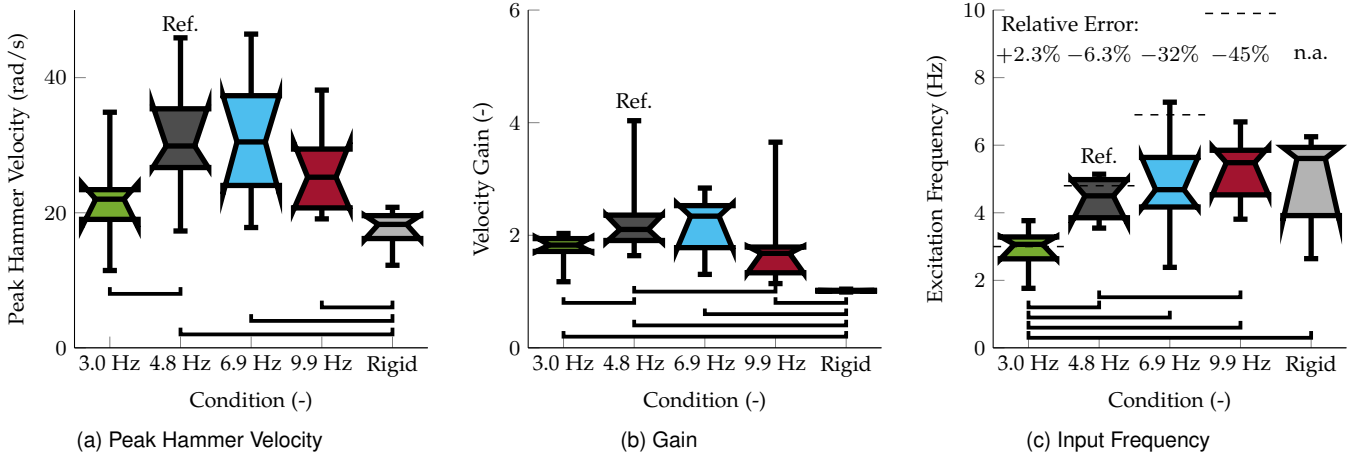 Peak Hammer Velocity (rad/s)
40
20
0
Ref.
3.0 Hz 4.8 Hz 6.9 Hz 9.9 Hz Rigid
Condition (-)
(a) Peak Hammer Velocity
Velocity Gain (-)
6
4
2
0
Ref.
3.0 Hz 4.8 Hz 6.9 Hz 9.9 Hz Rigid
Condition (-)
(b) Gain
Excitation Frequency (Hz)
10
8
6
4
2
0
Relative Error:
+2.3% −6.3% −32% −45% n.a.
Ref.
3.0 Hz 4.8 Hz 6.9 Hz 9.9 Hz Rigid
Condition (-)
(c) Input Frequency